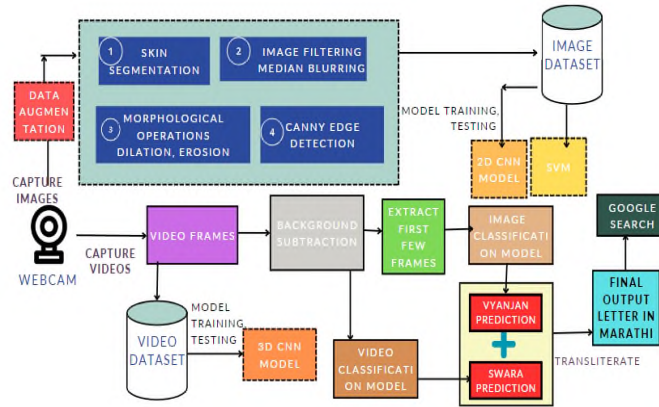 1
SKIN
SEGMENTATION
2
IMAGE FILTERING
MEDIAN BLURRING
3
MORPHOLOGICAL
OPERATIONS
DILATION, EROSION
4
CANNY EDGE
DETECTION
IMAGE
DATASET
DATA
AUGMEN
TATION
MODEL TRAINING,
TESTING
2D CNN
MODEL
SVM
CAPTURE
IMAGES
WEBCAM
CAPTURE
VIDEOS
VIDEO FRAMES
BACKGROUND
SUBTRACTION
EXTRACT
FIRST
FEW
FRAMES
IMAGE
CLASSIFICATI
ON MODEL
GOOGLE
SEARCH
VIDEO
DATASET
MODEL
TRAINING,
TESTING
3D CNN
MODEL
VIDEO
CLASSIFICATI
ON MODEL
VYANJAN
PREDICTION
SWARA
PREDICTION
TRANSLITERATE
FINAL
OUTPUT
LETTER IN
MARATHI